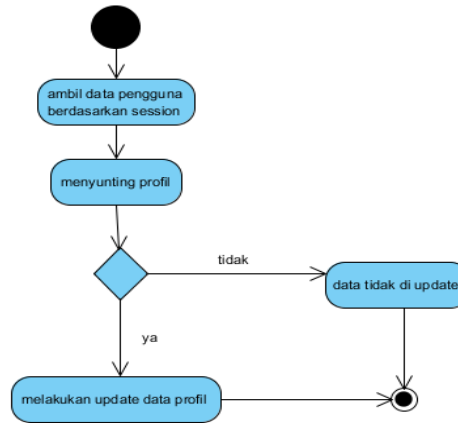 ambil data pengguna
berdasarkan session
menyunting profil
tidak
data tidak di update
ya
melakukan update data profil